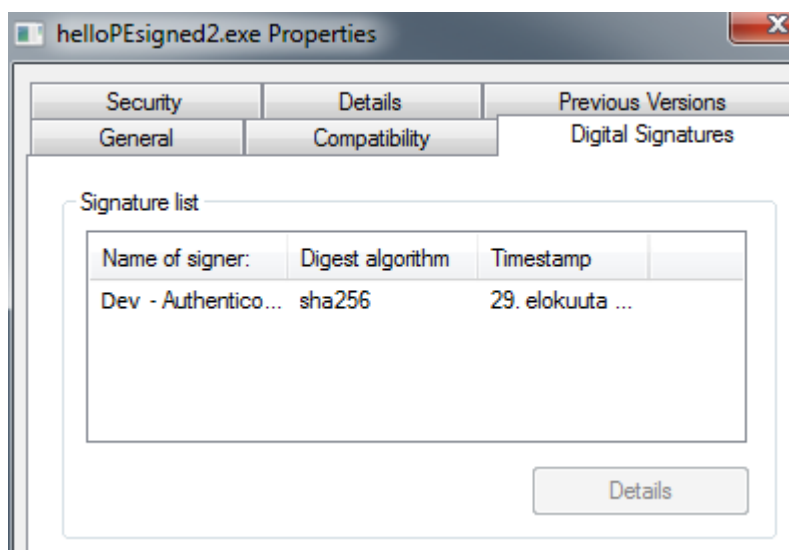 helloPEsigned2.exe Properties
Security Details Previous Versions
General Compatibility Digital Signatures
Signature list
Name of signer: Digest algorithm Timestamp
Dev - Authentico... sha256 29. elokuuta ...
Details